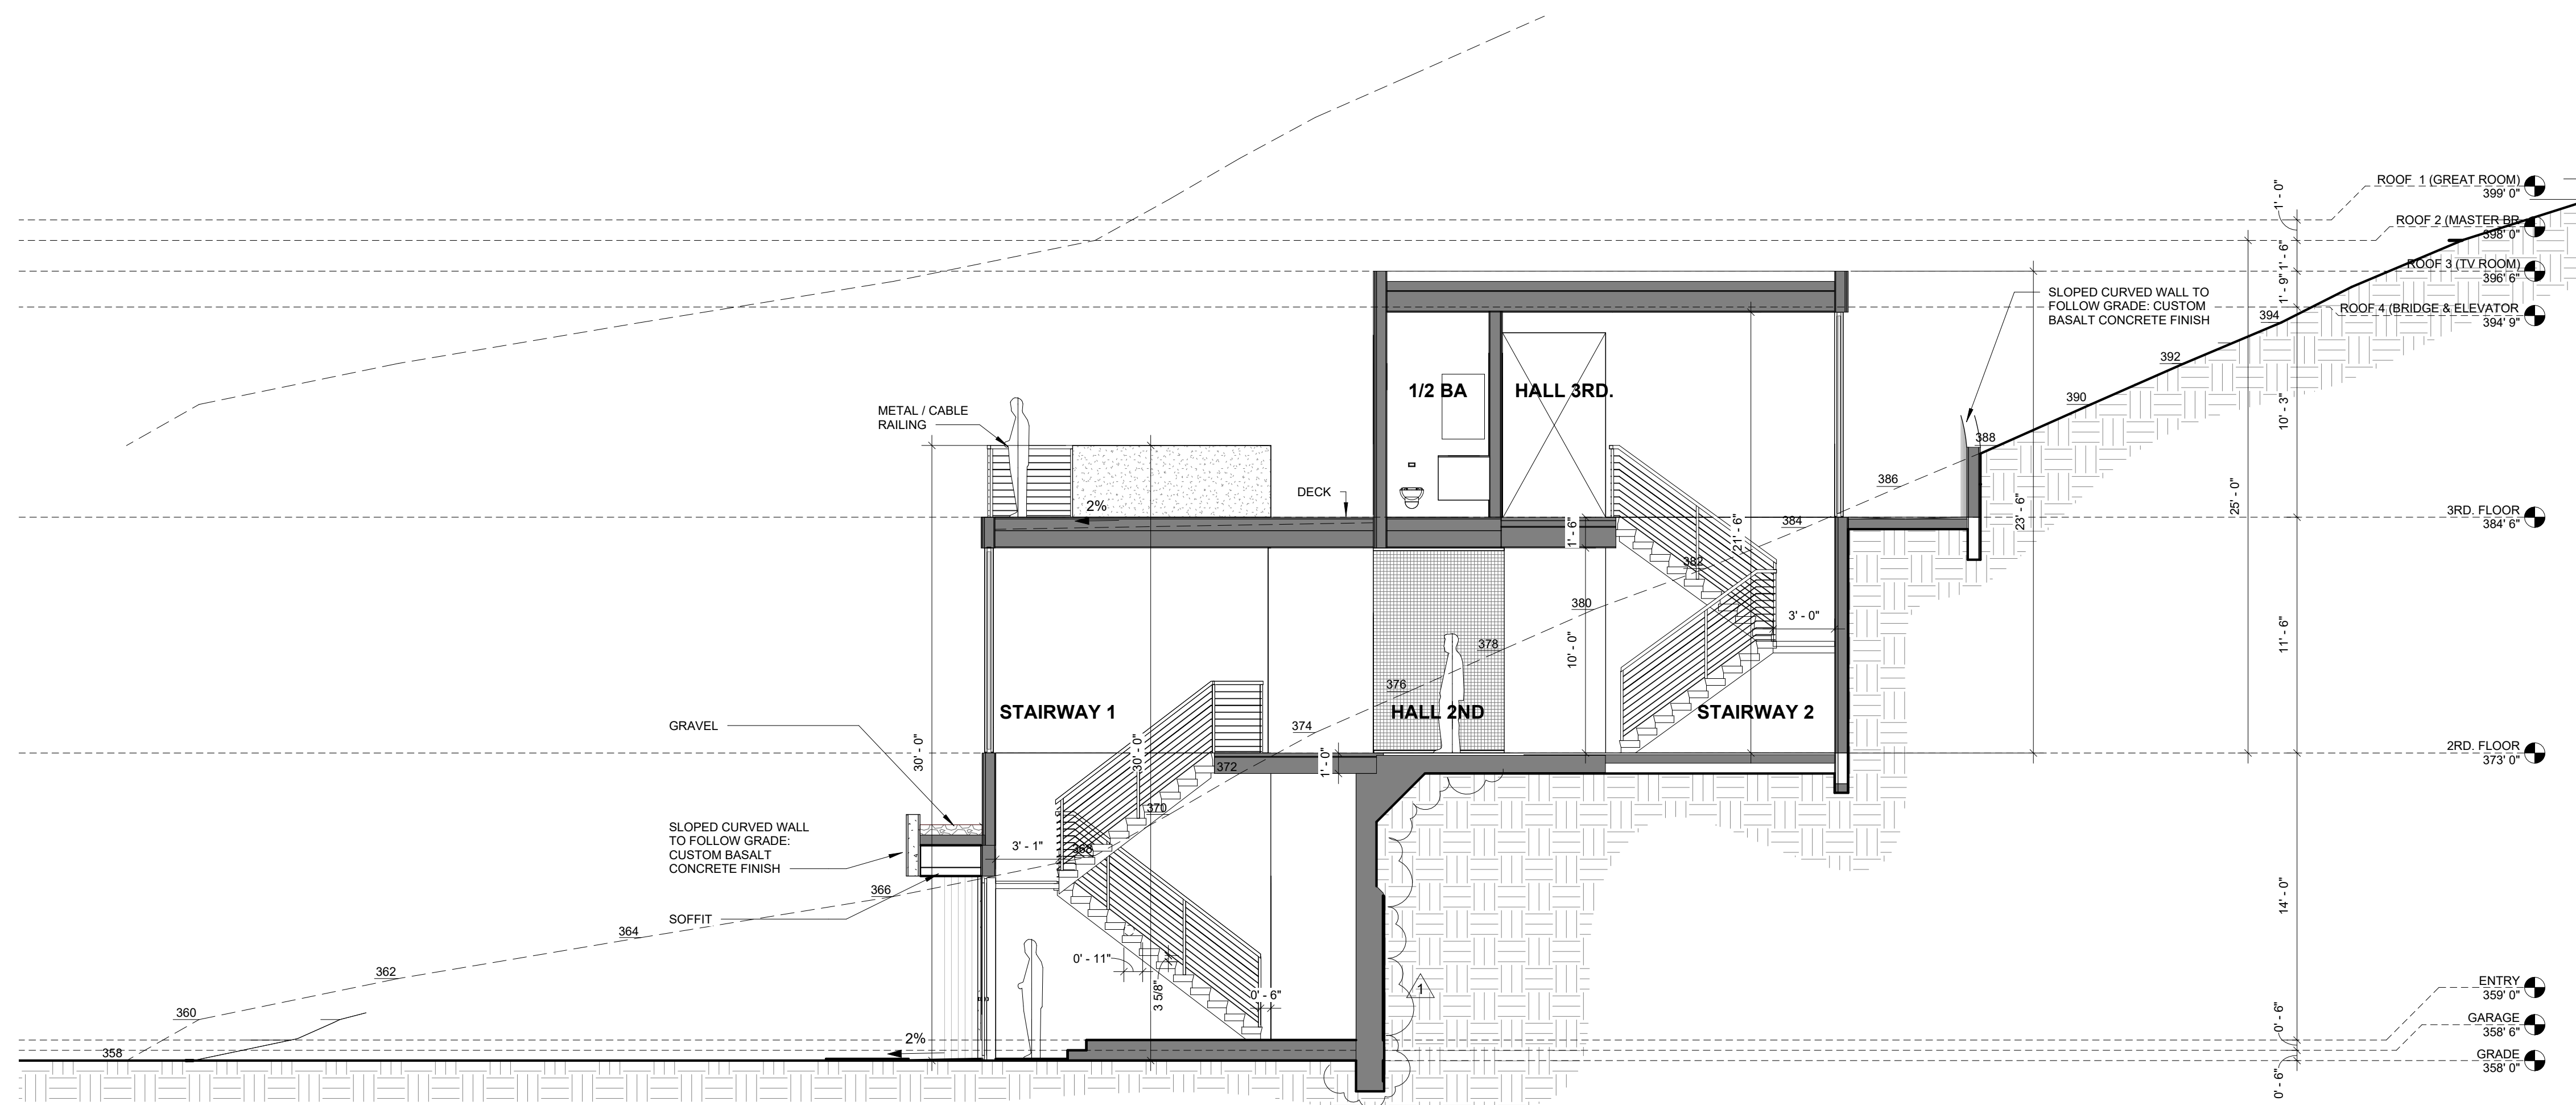 ROOF  1 (GREAT ROOM)
399' 0"
1' - 0"
ROOF 2 (MASTER BR
398' 0"
1' - 6"
ROOF 3 (TV ROOM)
396' 6"
1' - 9"
ROOF 4 (BRIDGE & ELEVATOR
394' 9"
SLOPED CURVED WALL TO
FOLLOW GRADE: CUSTOM
BASALT CONCRETE FINISH
394
392
390
388
386
384
382
380
378
376
374
372
370
368
366
364
362
360
358
1/2 BA
HALL 3RD.
METAL / CABLE
RAILING
DECK
2%
10' - 3"
25' - 0"
23' - 6"
21' - 6"
1' - 6"
3RD. FLOOR
384' 6"
3' - 0"
10' - 0"
11' - 6"
STAIRWAY 1
HALL 2ND
STAIRWAY 2
GRAVEL
30' - 0"
30' - 0"
1' - 0"
2RD. FLOOR
373' 0"
SLOPED CURVED WALL
TO FOLLOW GRADE:
CUSTOM BASALT
CONCRETE FINISH
3' - 1"
SOFFIT
14' - 0"
0' - 11"
3 5/8"
0' - 6"
1
2%
ENTRY
359' 0"
0' - 6"
GARAGE
358' 6"
GRADE
358' 0"
0' - 6"